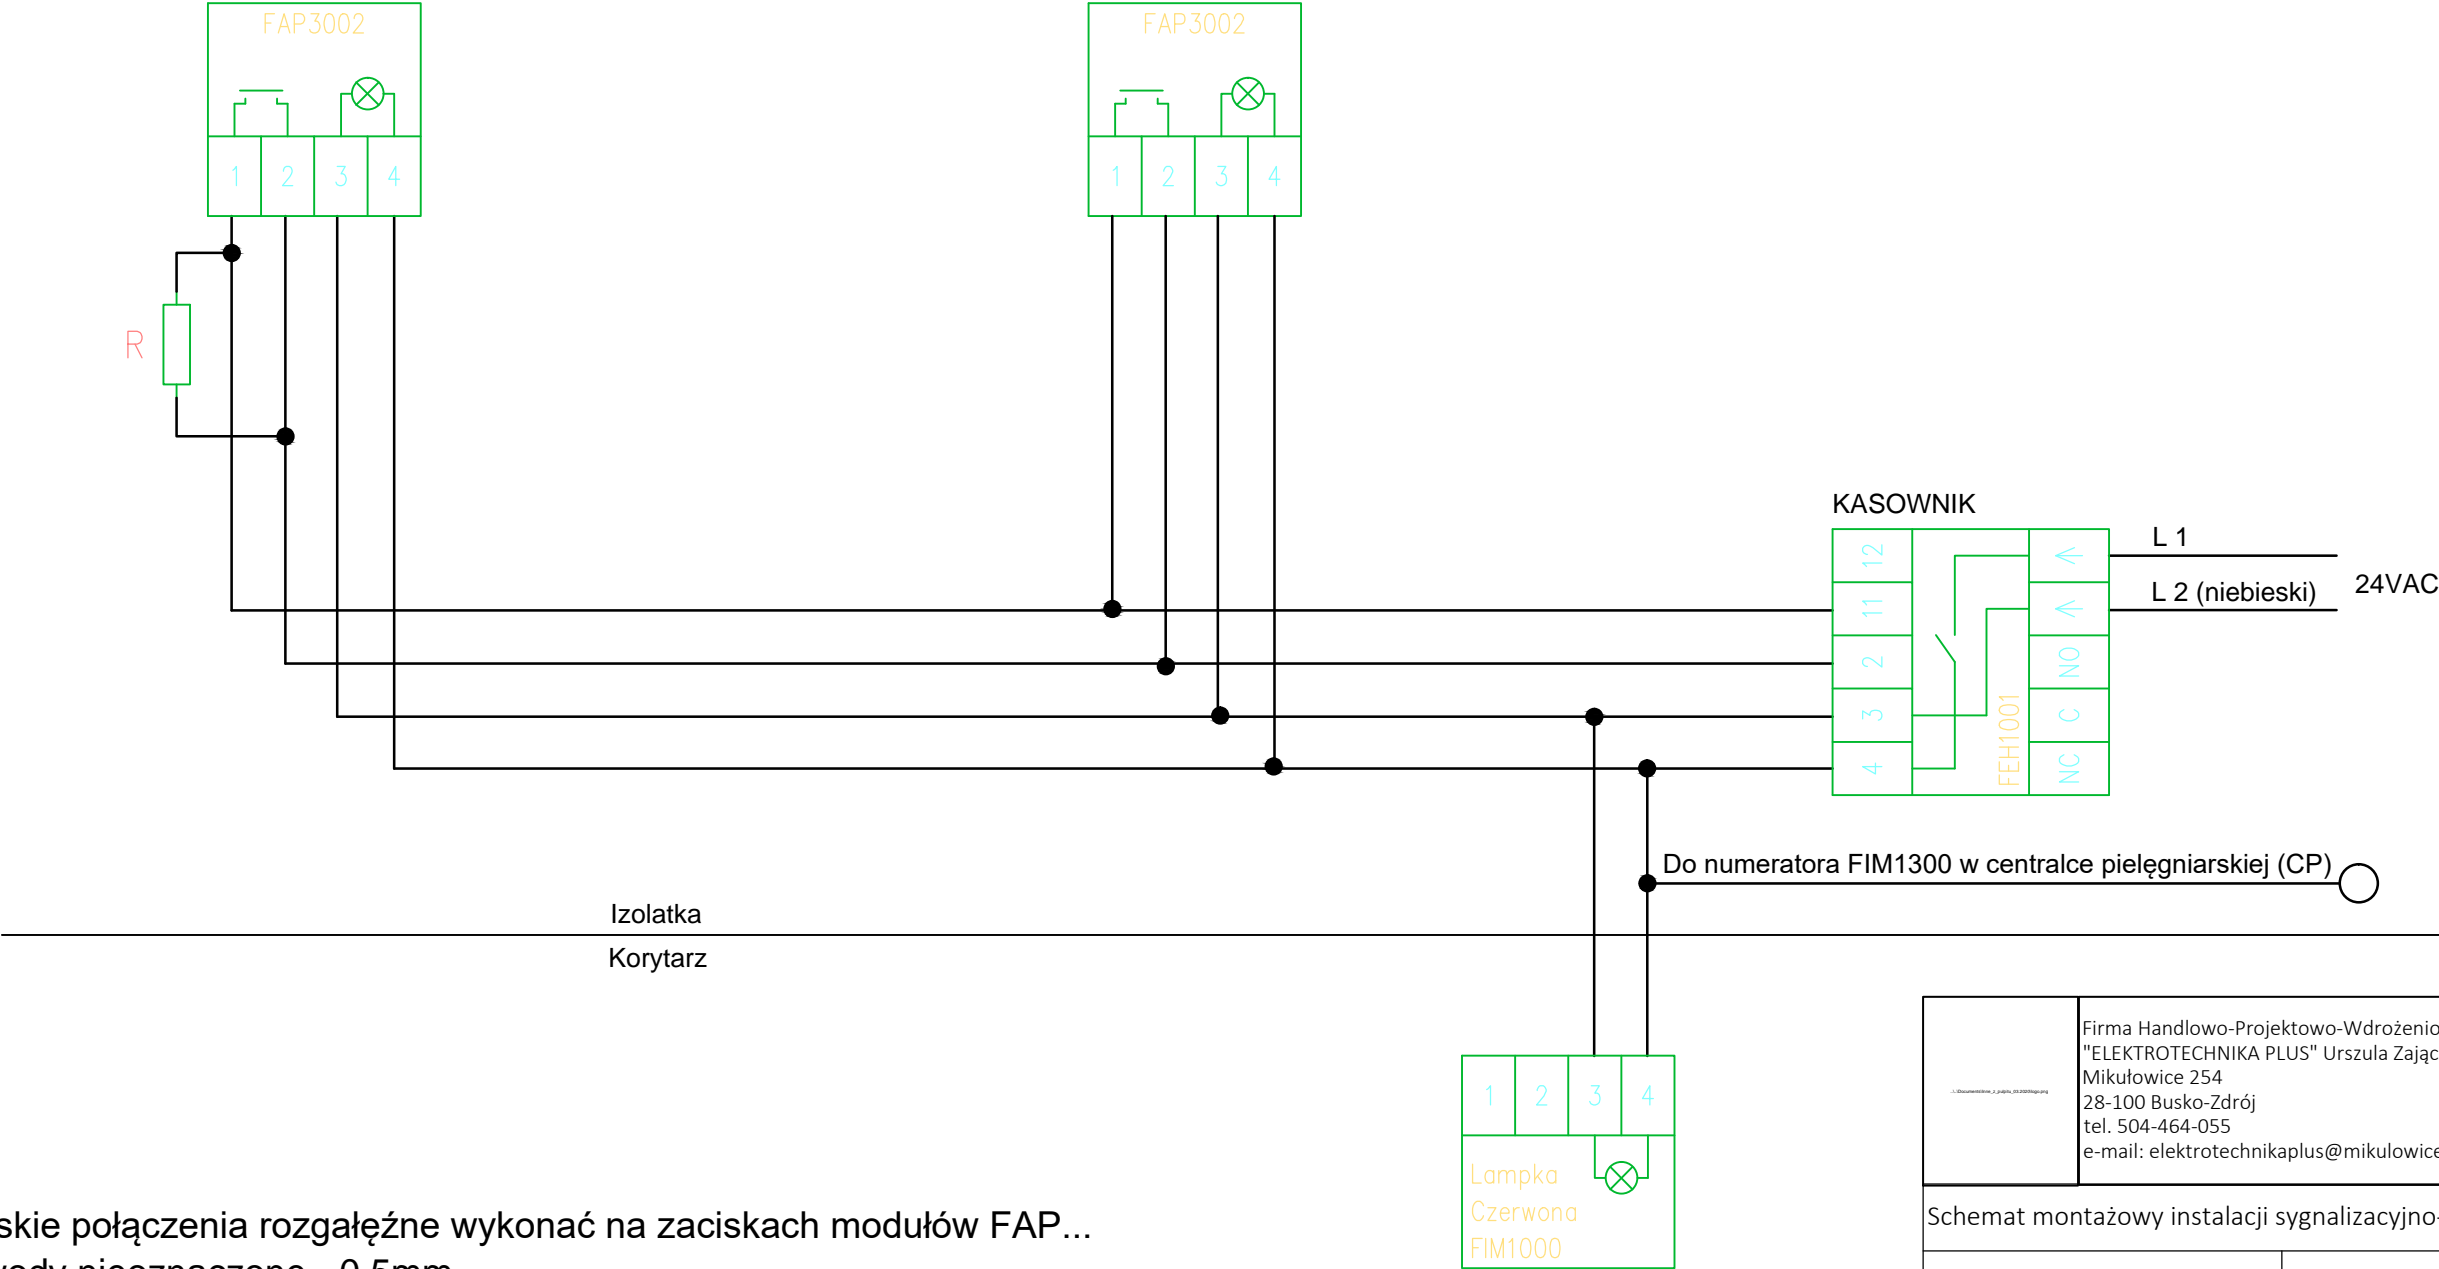 FAP3002
1 2 3 4
FAP3002
1 2 3 4
R
KASOWNIK
12
11
2
3
4
FEH1001
NO
C
NC
L 1
L 2 (niebieski)
24VAC
Do numeratora FIM1300 w centralce pielęgniarskiej (CP)
Izolatka
Korytarz
1 2 3 4
Lampka
Czerwona
FIM1000
skie połączenia rozgałęźne wykonać na zaciskach modułów FAP...
0,5mm
Firma Handlowo-Projektowo-Wdrożenio
"ELEKTROTECHNIKA PLUS" Urszula Zając
Mikułowice 254
28-100 Busko-Zdrój
tel. 504-464-055
e-mail: elektrotechnikaplus@mikulowice
Schemat montażowy instalacji sygnalizacyjno-